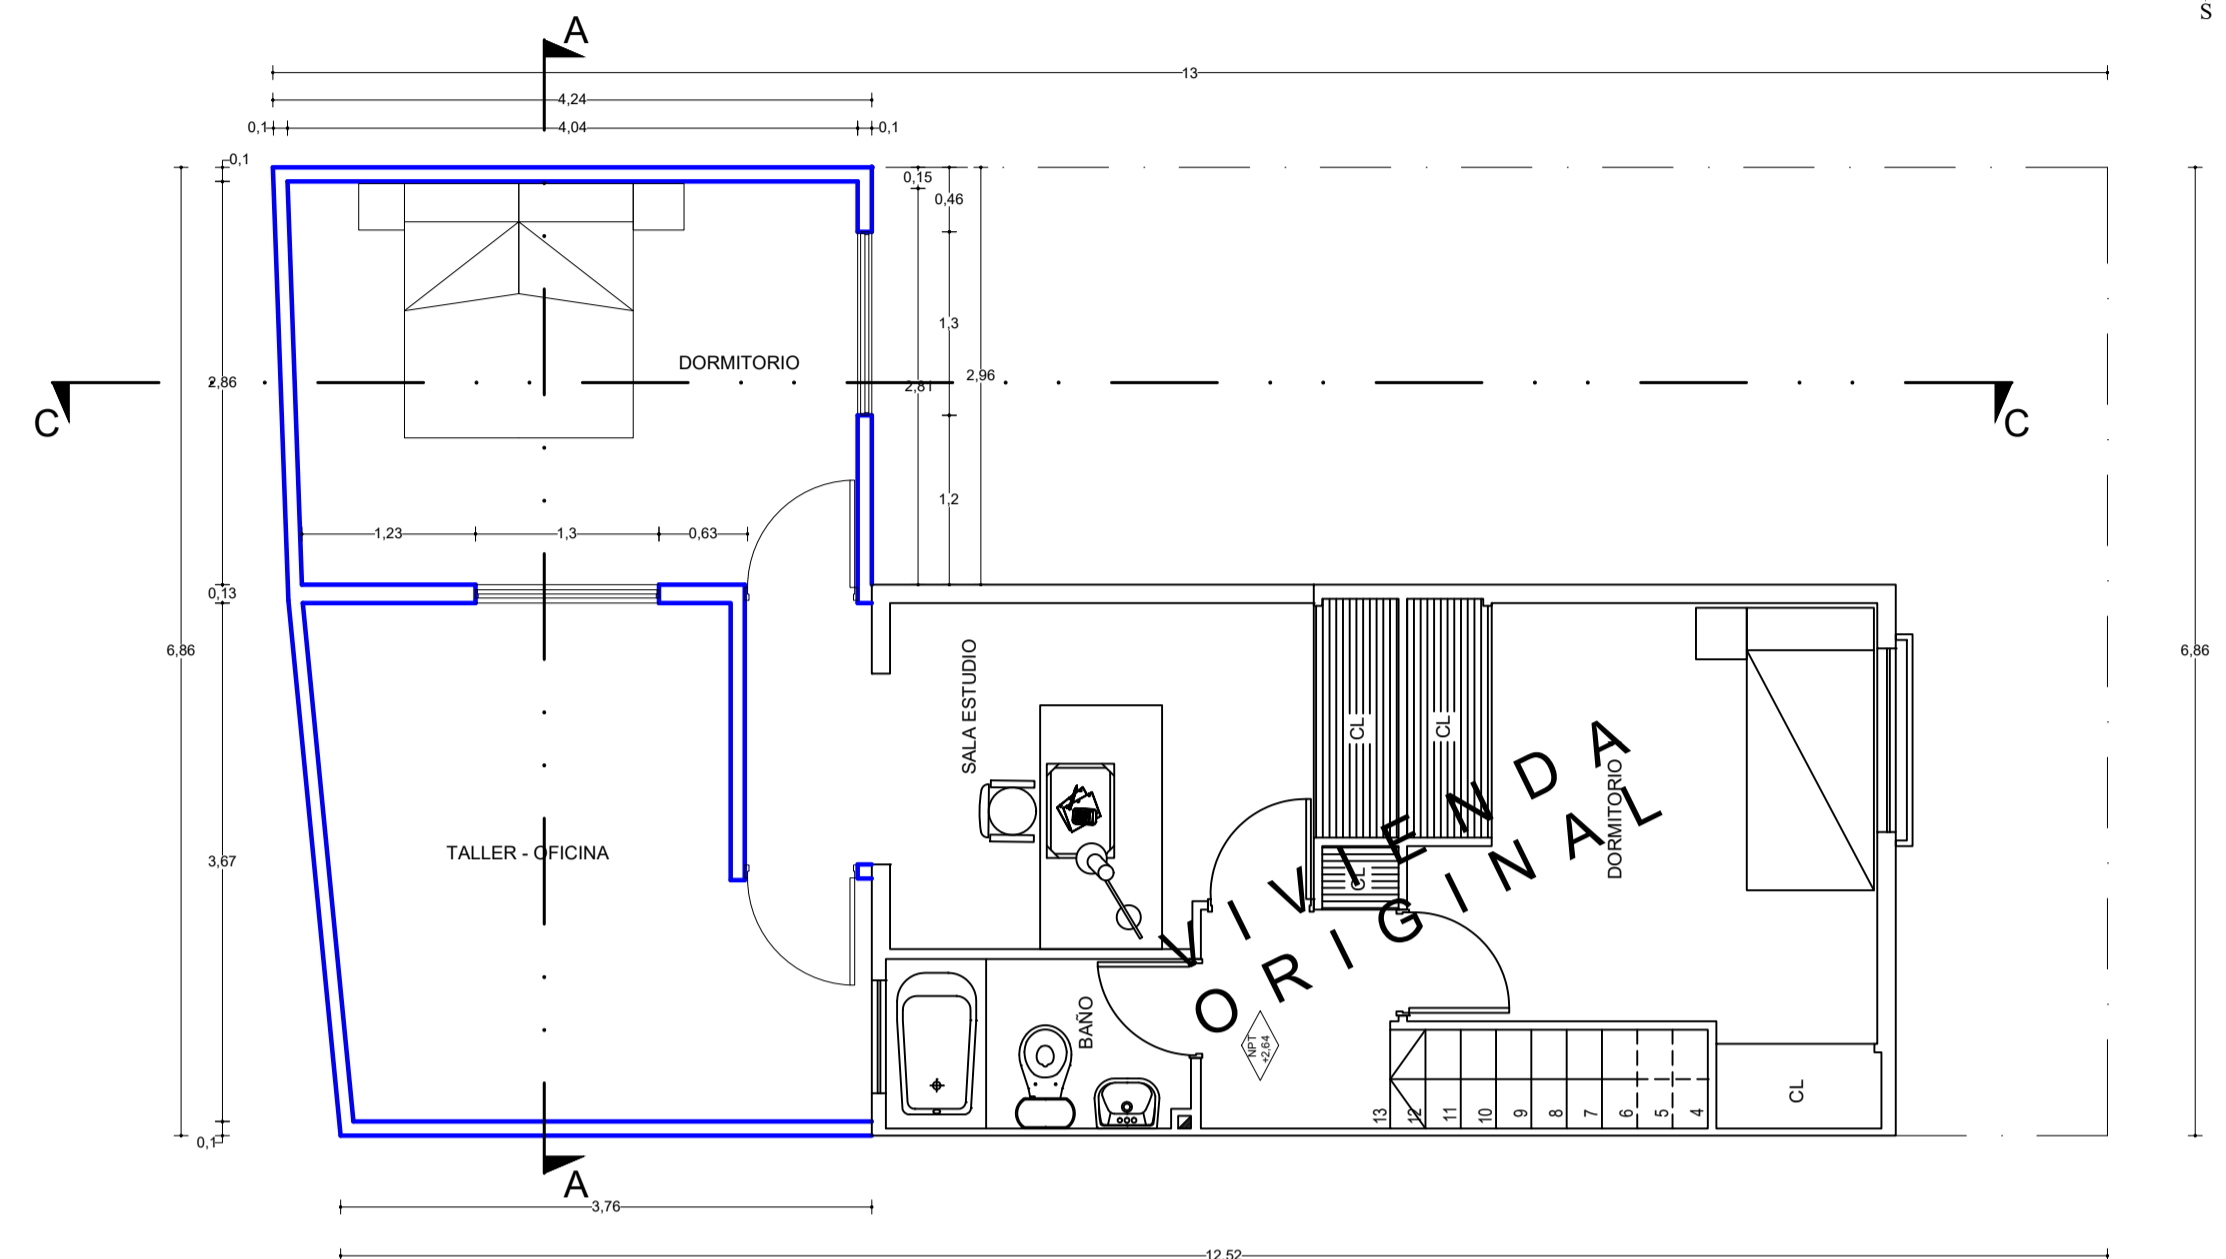 S
A
13
4,24
0,1
4,04
0,1
0,1
0,15
0,46
1,3
2,86
DORMITORIO
2,81
2,96
C
C
1,2
1,23
1,3
0,63
0,13
6,86
6,86
SALA ESTUDIO
CL
CL
VIVIENDA
ORIGINAL
DORMITORIO
TALLER - OFICINA
3,67
CL
BAÑO
NPT
+2,64
13
12
11
10
9
8
7
6
5
4
CL
0,1
A
3,76
12,52